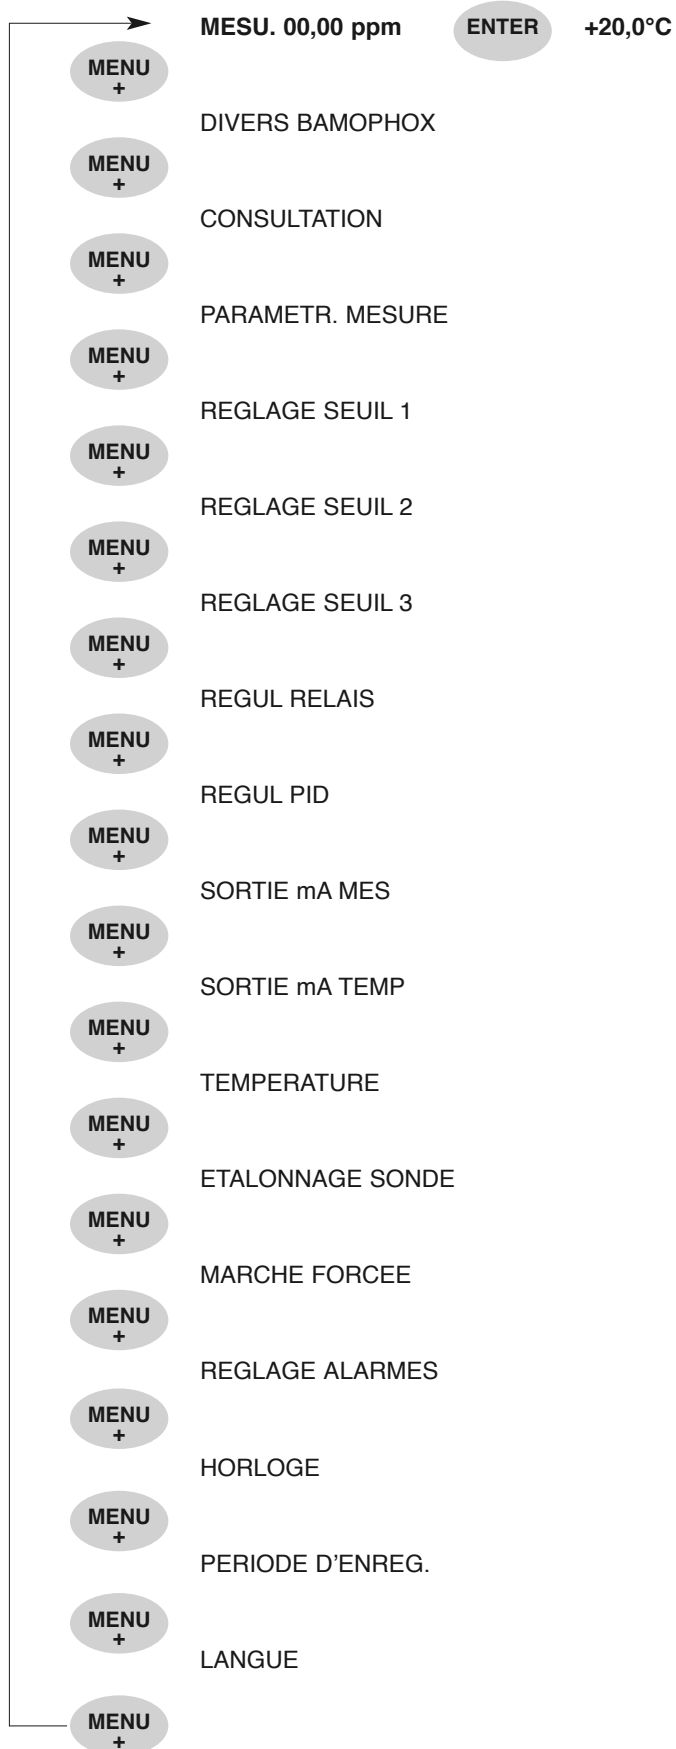 MESU. 00,00 ppm ENTER +20,0°C
MENU
+
DIVERS BAMOPHOX
MENU
+
CONSULTATION
MENU
+
PARAMETR. MESURE
MENU
+
REGLAGE SEUIL 1
MENU
+
REGLAGE SEUIL 2
MENU
+
REGLAGE SEUIL 3
MENU
+
REGUL RELAIS
MENU
+
REGUL PID
MENU
+
SORTIE mA MES
MENU
+
SORTIE mA TEMP
MENU
+
TEMPERATURE
MENU
+
ETALONNAGE SONDE
MENU
+
MARCHE FORCEE
MENU
+
REGLAGE ALARMES
MENU
+
HORLOGE
MENU
+
PERIODE D’ENREG.
MENU
+
LANGUE
MENU
+